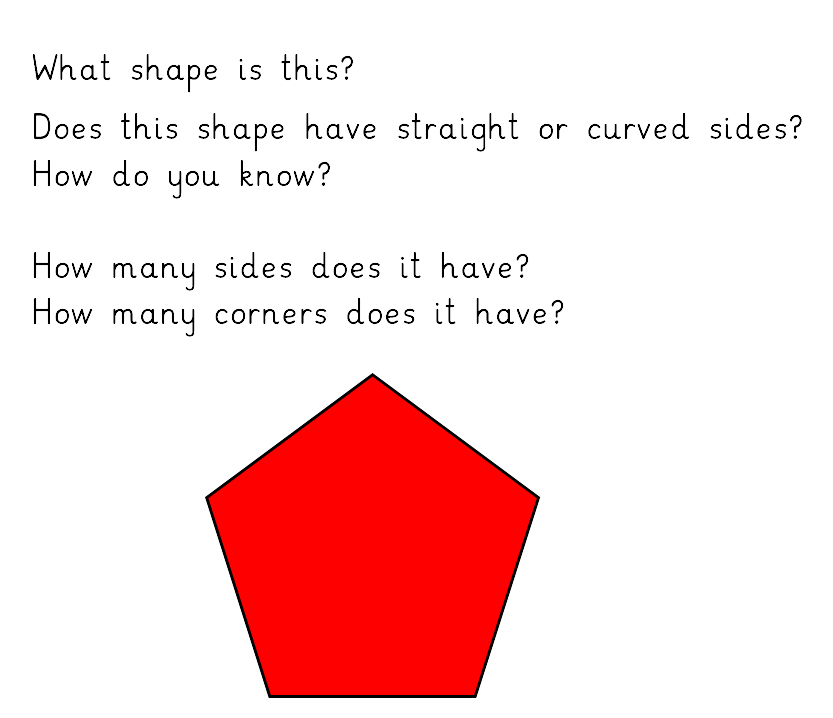 What shape is this?
Does this shape have straight or curved sides?
How do you know?
How many sides does it have?
How many corners does it have?